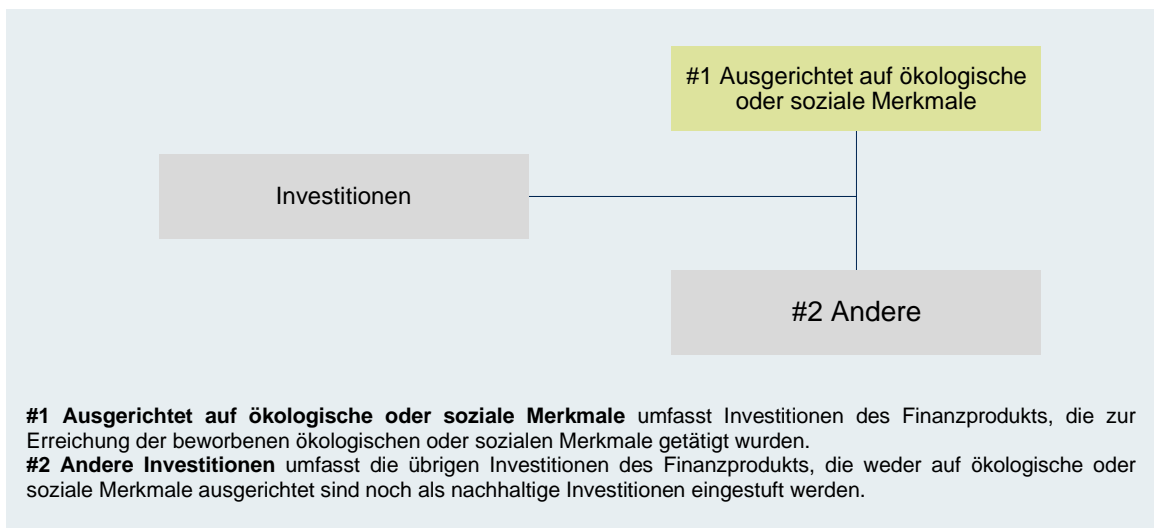 #1 Ausgerichtet auf ökologische
oder soziale Merkmale
Investitionen
#2 Andere
#1 Ausgerichtet auf ökologische oder soziale Merkmale umfasst Investitionen des Finanzprodukts, die zur
Erreichung der beworbenen ökologischen oder sozialen Merkmale getätigt wurden.
#2 Andere Investitionen umfasst die übrigen Investitionen des Finanzprodukts, die weder auf ökologische oder
soziale Merkmale ausgerichtet sind noch als nachhaltige Investitionen eingestuft werden.